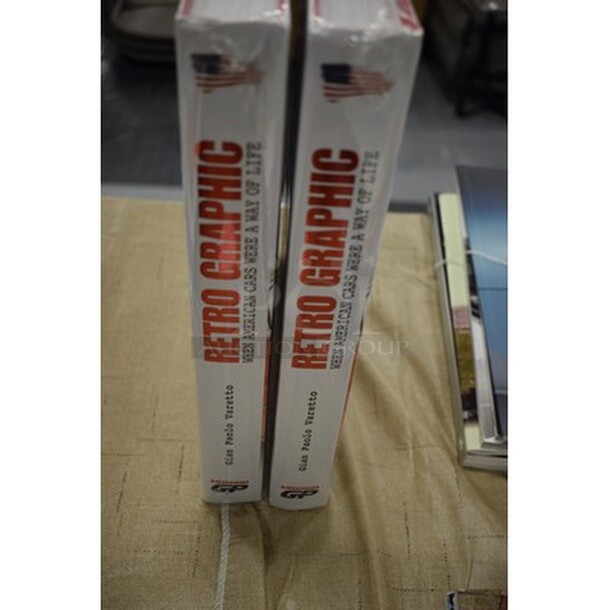 RETRO GRAPHIC
WHEN AMERICAN CARS WERE A WAY OF LIFE
Gian Paolo Varetto
GP
RETRO GRAPHIC
WHEN AMERICAN CARS WERE A WAY OF LIFE
Gian Paolo Varetto
GP